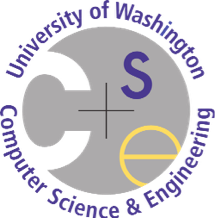 University of Washington
C S
e
Computer Science & Engineering